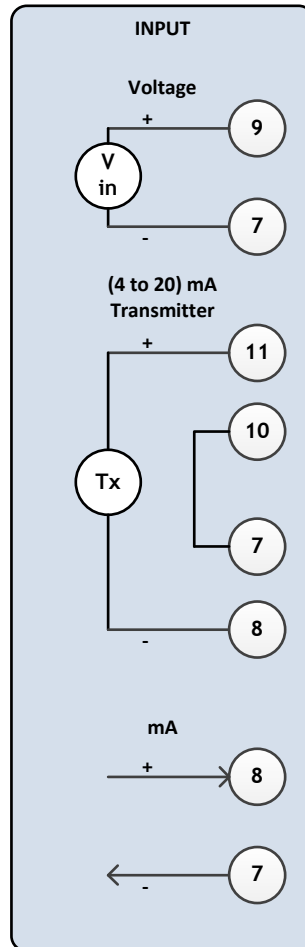 INPUT
Voltage
+
9
V
in
7
-
(4 to 20) mA
Transmitter
+
11
10
Tx
7
8
-
mA
+
8
7
-